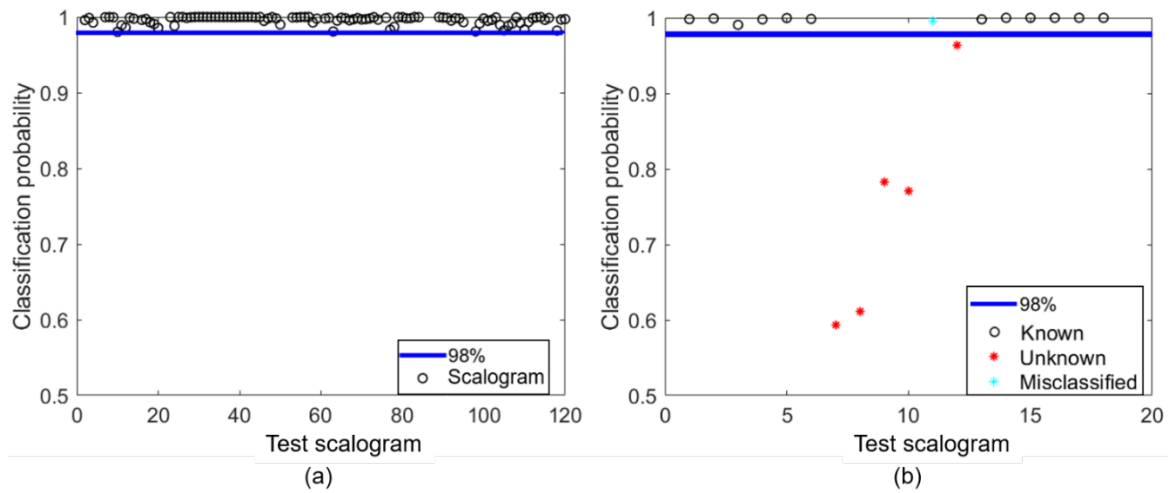 1
0.9
0.8
0.7
0.6
0.5
Classification probability
98%
Scalogram
0 20 40 60 80 100 120
Test scalogram
(a)
1
0.9
0.8
0.7
0.6
0.5
Classification probability
98%
Known
Unknown
Misclassified
0 5 10 15 20
Test scalogram
(b)